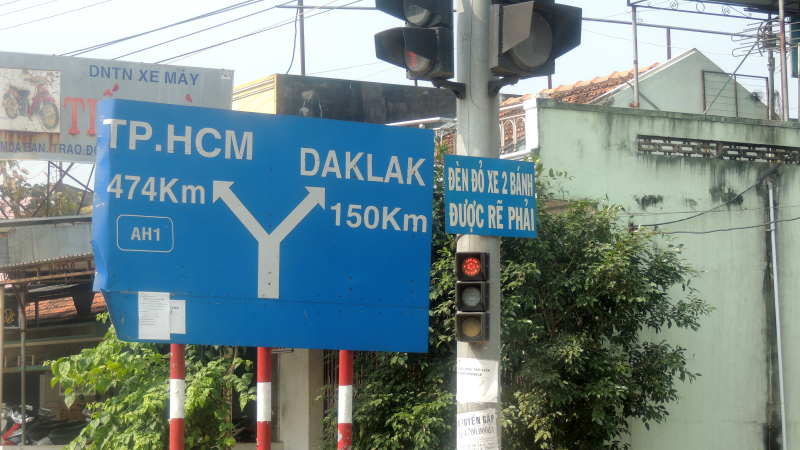 DNTN XE MÁY
TP.HCM
474Km
AH1
DAKLAK
150Km
ĐÈN ĐỎ XE 2 BÁNH
ĐƯỢC RẼ PHẢI